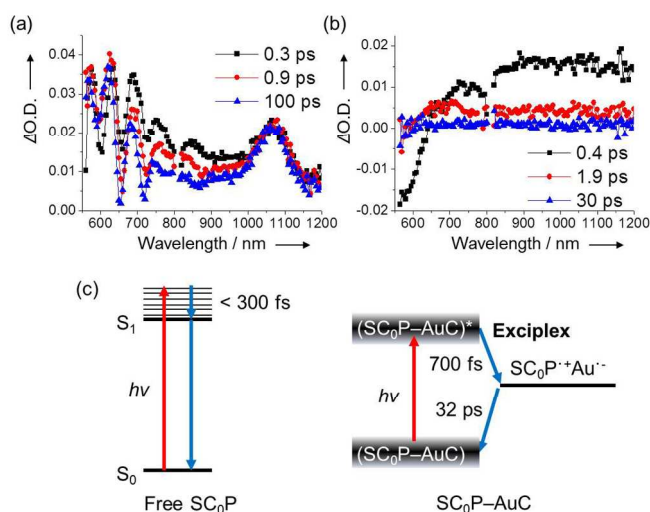 (a)
ΔO.D.
0.04
0.03
0.02
0.01
0.00
0.3 ps
0.9 ps
100 ps
600 700 800 900 1000 1100 1200
Wavelength / nm
(b)
ΔO.D.
0.02
0.01
0.00
-0.01
-0.02
0.4 ps
1.9 ps
30 ps
600 700 800 900 1000 1100 1200
Wavelength / nm
(c)
S₁
< 300 fs
hν
S₀
Free SC₀P
(SC₀P–AuC)*
Exciplex
700 fs
SC₀P·⁺Au·⁻
hν
32 ps
(SC₀P–AuC)
SC₀P–AuC